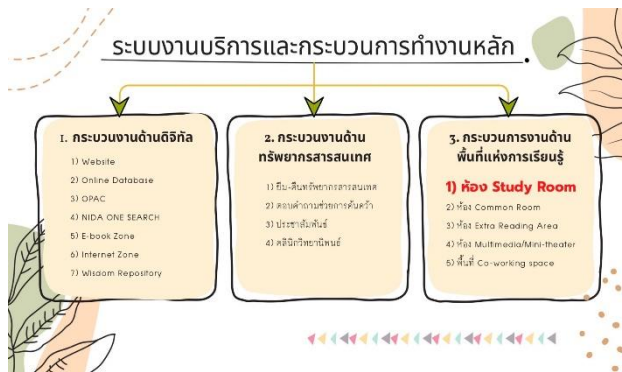 ระบบงานบริการและกระบวนการทำงานหลัก
1. กระบวนงานด้านดิจิทัล
1) Website
2) Online Database
3) OPAC
4) NIDA ONE SEARCH
5) E-book Zone
6) Internet Zone
7) Wisdom Repository
2. กระบวนงานด้าน
ทรัพยากรสารสนเทศ
1) ยืม-คืนทรัพยากรสารสนเทศ
2) ตอบคำถามช่วยการค้นคว้า
3) ประชาสัมพันธ์
4) คลินิกวิทยานิพนธ์
3. กระบวนการงานด้าน
พื้นที่แห่งการเรียนรู้
1) ห้อง Study Room
2) ห้อง Common Room
3) ห้อง Extra Reading Area
4) ห้อง Multimedia/Mini-theater
5) พื้นที่ Co-working space